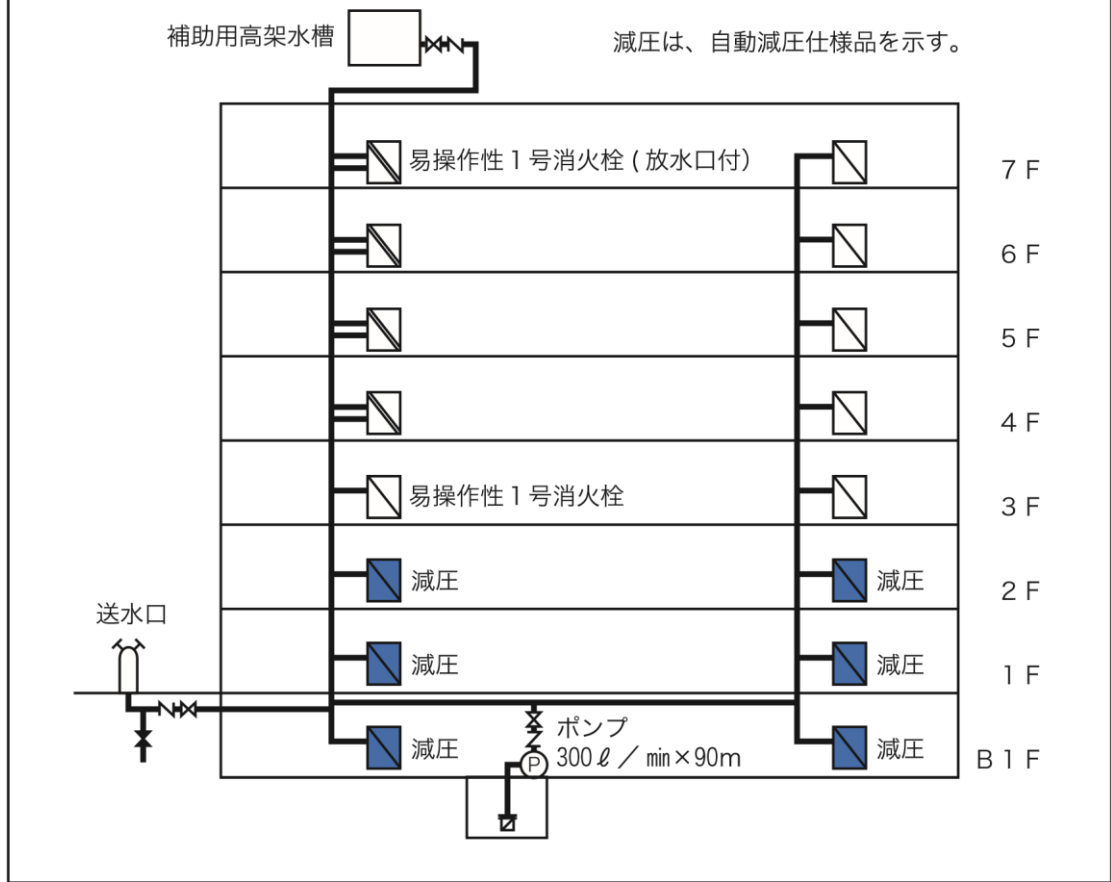 補助用高架水槽
減圧は、自動減圧仕様品を示す。
易操作性1号消火栓(放水口付)
7F
6F
5F
4F
易操作性1号消火栓
3F
減圧
減圧
2F
送水口
減圧
減圧
1F
ポンプ
300ℓ/min×90m
P
減圧
減圧
B1F